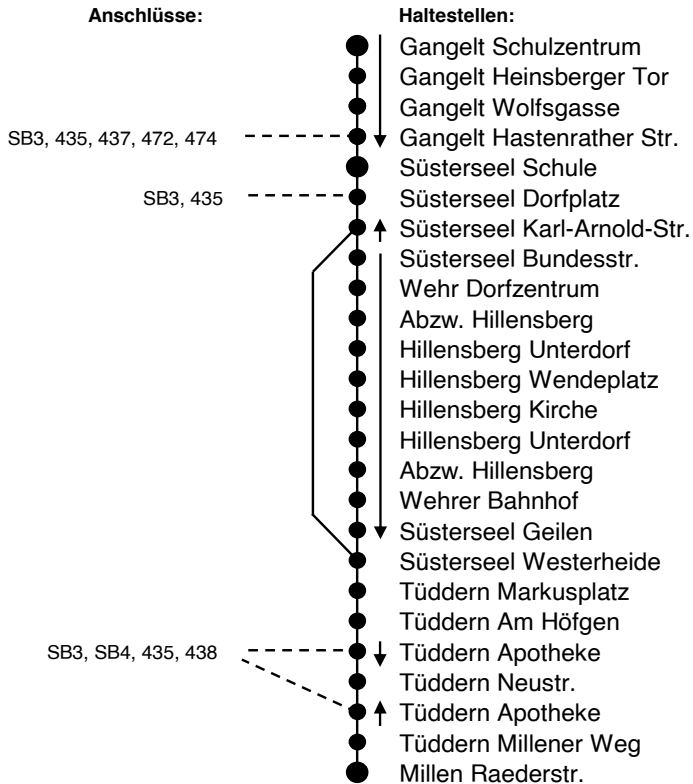 Anschlüsse: Haltestellen:
Gangelt Schulzentrum
Gangelt Heinsberger Tor
Gangelt Wolfsgasse
SB3, 435, 437, 472, 474 Gangelt Hastenrather Str.
Süsterseel Schule
SB3, 435 Süsterseel Dorfplatz
Süsterseel Karl-Arnold-Str.
Süsterseel Bundesstr.
Wehr Dorfzentrum
Abzw. Hillensberg
Hillensberg Unterdorf
Hillensberg Wendeplatz
Hillensberg Kirche
Hillensberg Unterdorf
Abzw. Hillensberg
Wehrer Bahnhof
Süsterseel Geilen
Süsterseel Westerheide
Tüddern Markusplatz
Tüddern Am Höfgen
SB3, SB4, 435, 438 Tüddern Apotheke
Tüddern Neustr.
Tüddern Apotheke
Tüddern Millener Weg
Millen Raederstr.